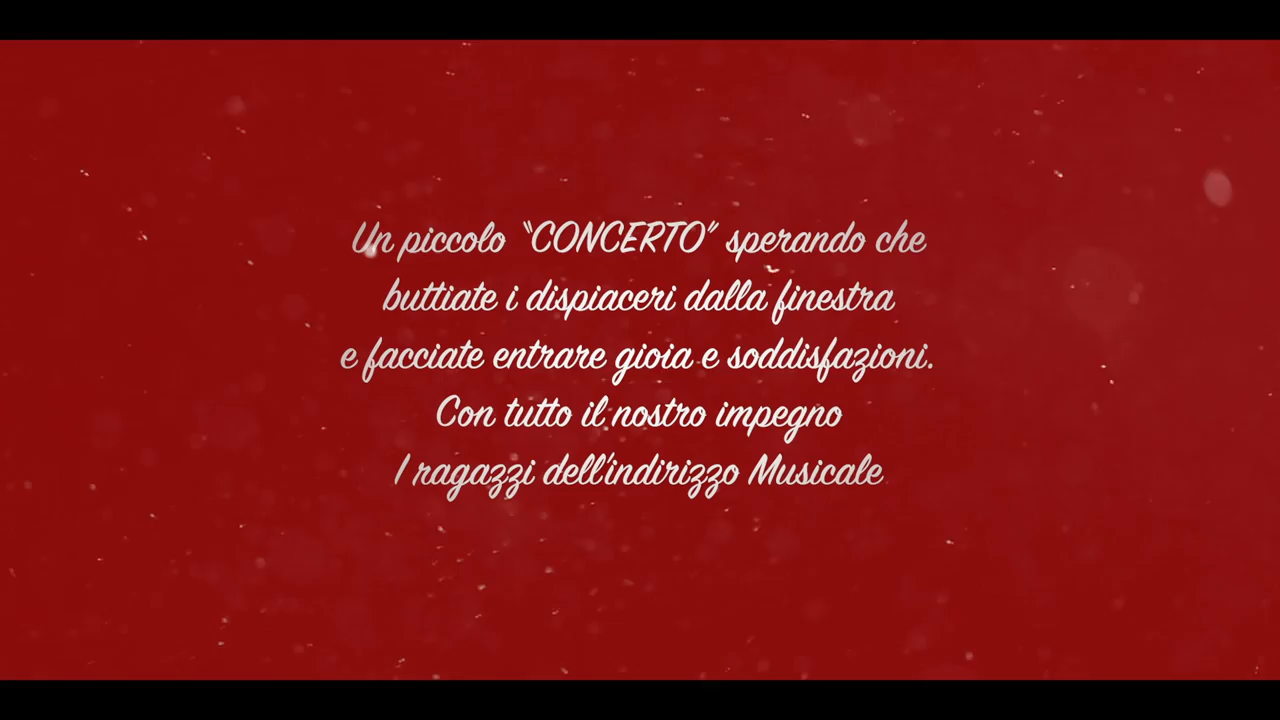 Un piccolo “CONCERTO” sperando che
buttiate i dispiaceri dalla finestra
e facciate entrare gioia e soddisfazioni.
Con tutto il nostro impegno
I ragazzi dell'indirizzo Musicale